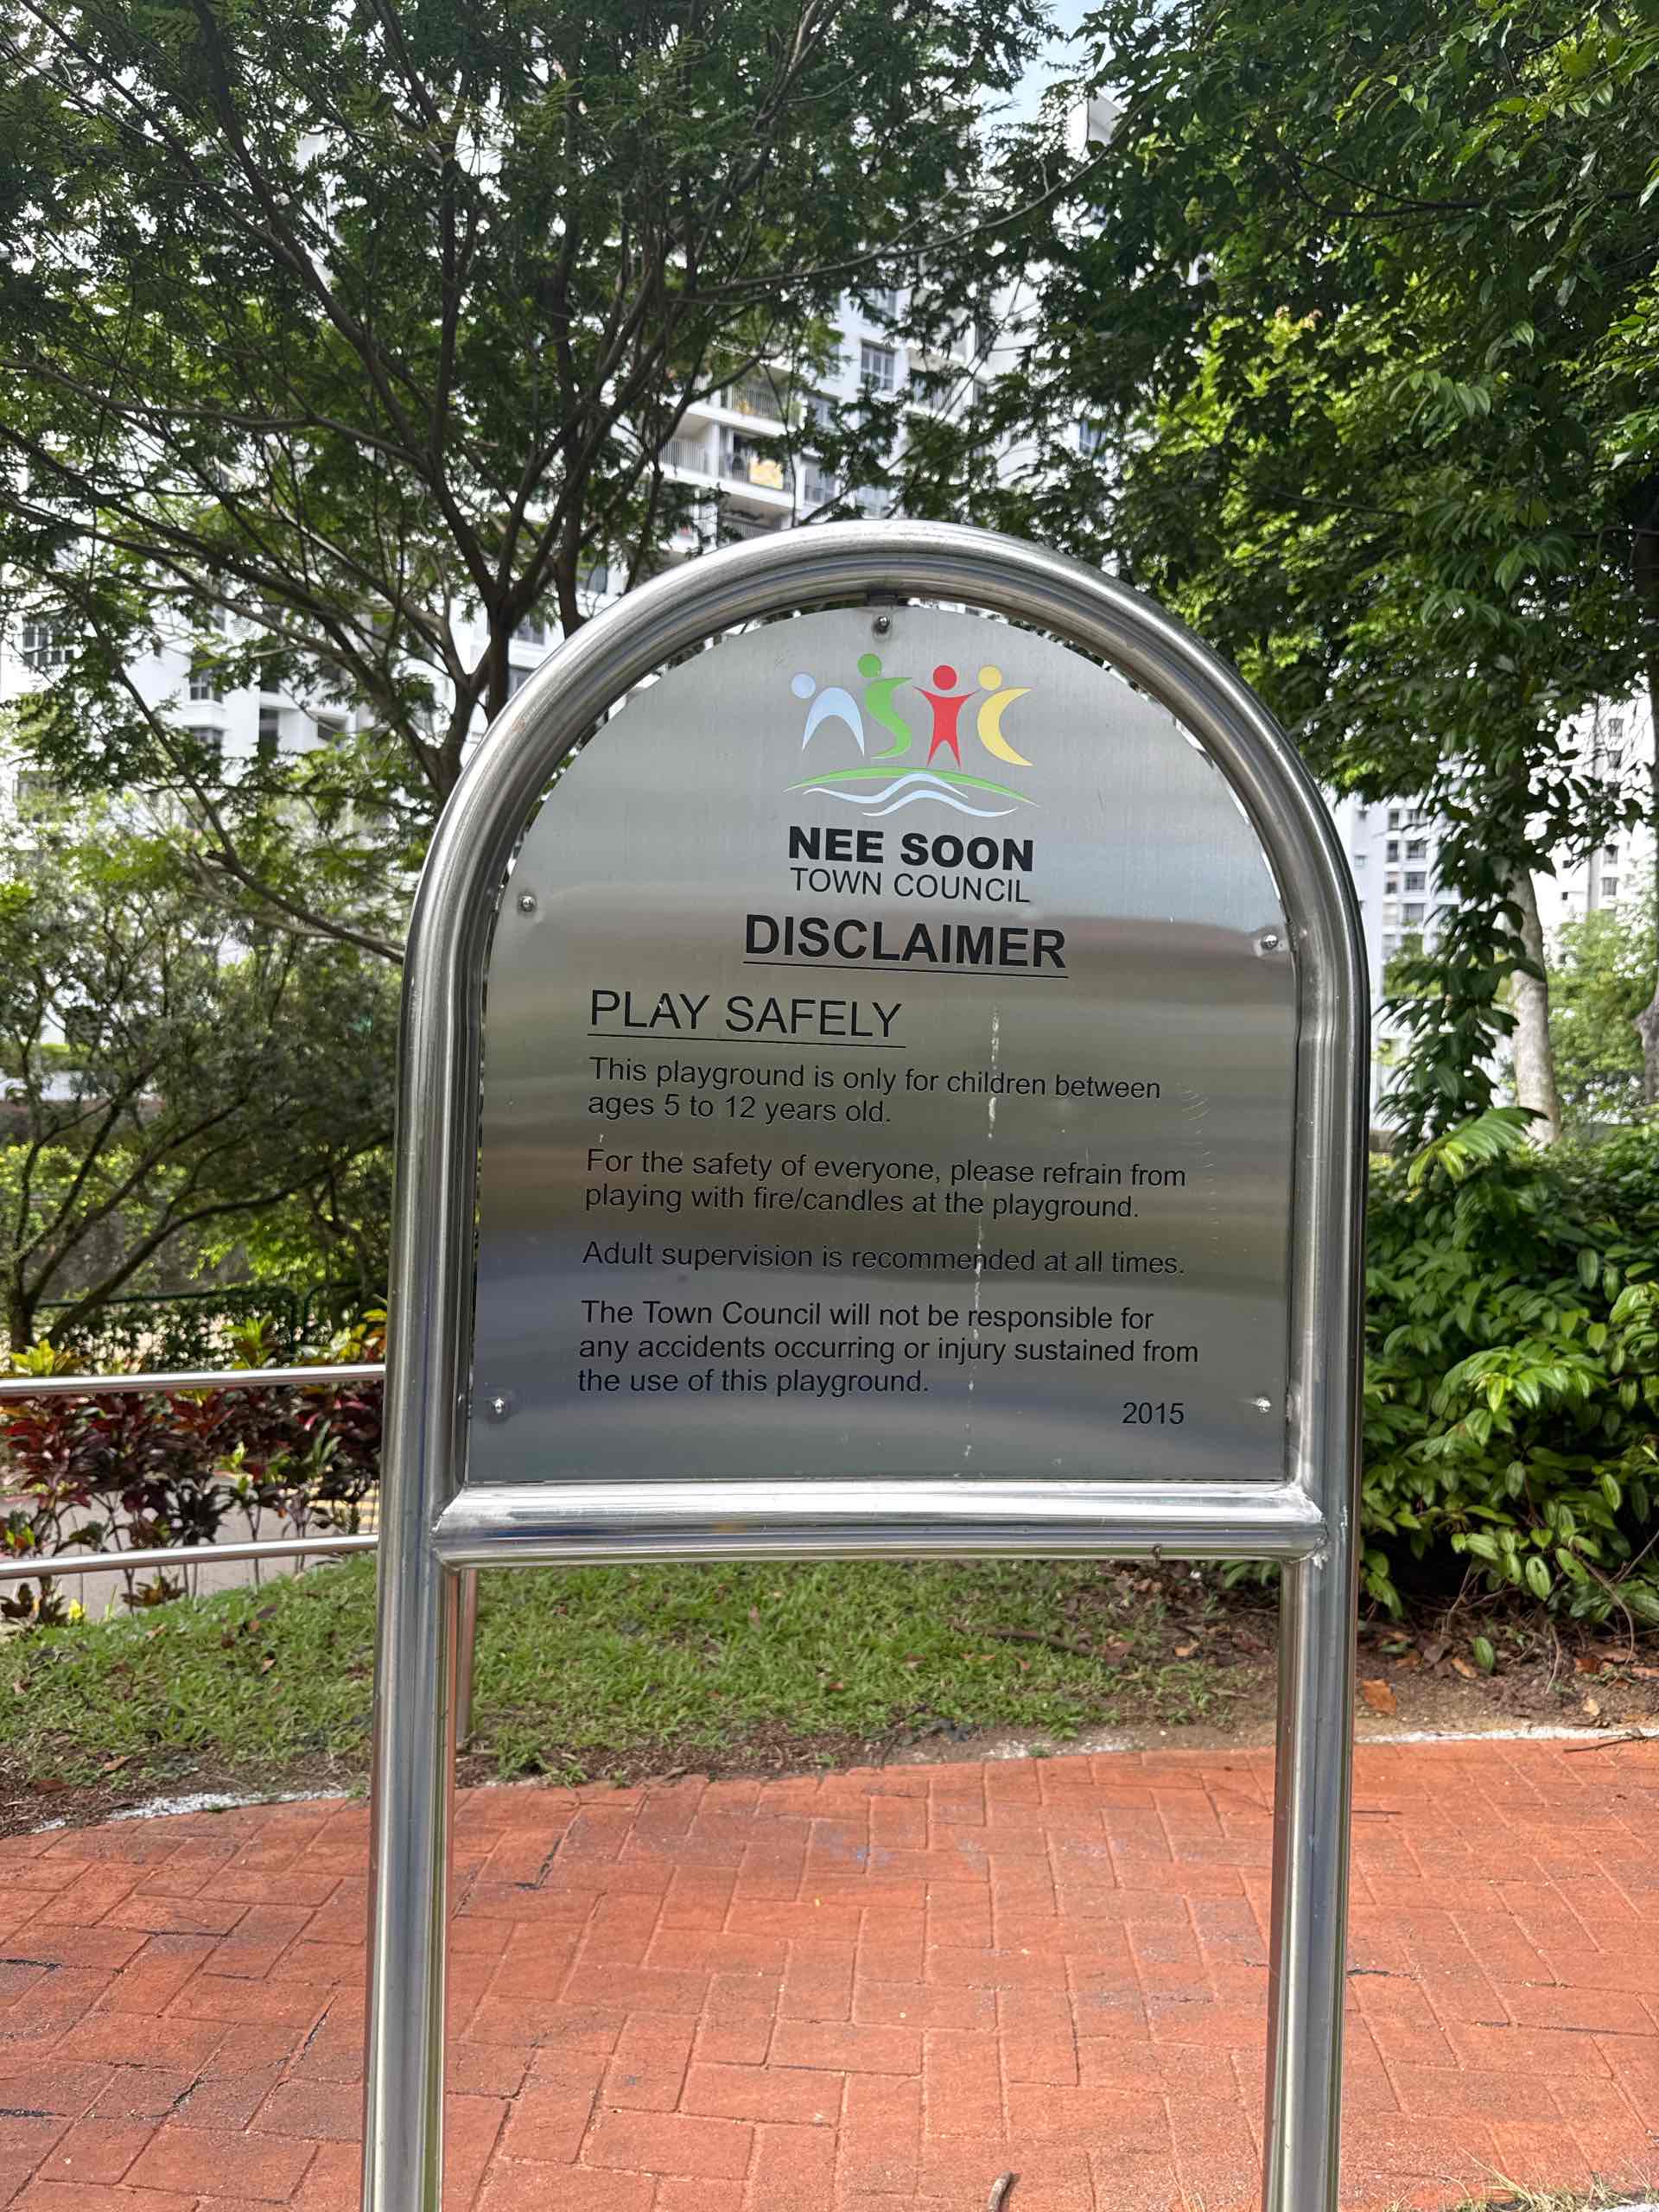 NSTC
NEE SOON
TOWN COUNCIL
DISCLAIMER
PLAY SAFELY
This playground is only for children between
ages 5 to 12 years old.
For the safety of everyone, please refrain from
playing with fire/candles at the playground.
Adult supervision is recommended at all times.
The Town Council will not be responsible for
any accidents occurring or injury sustained from
the use of this playground.
2015